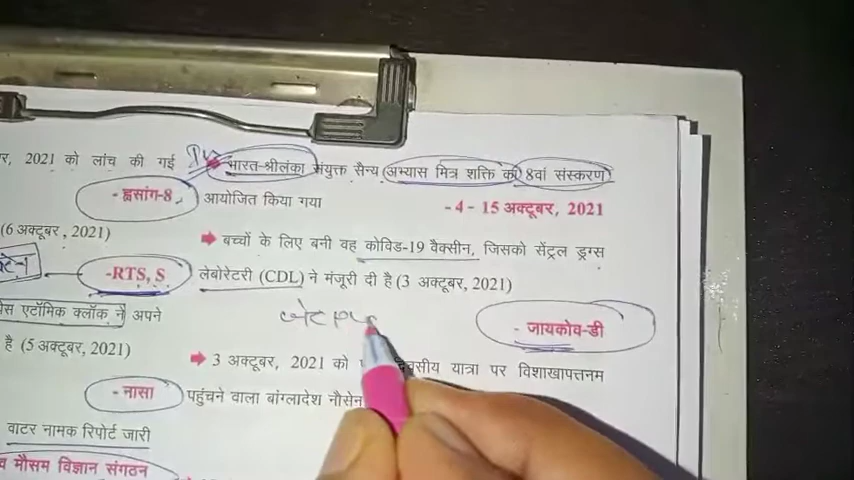 र, 2021 को लांच की गई
- ह्वसांग-8
(6 अक्टूबर, 2021)
-RTS, S
स एटॉमिक क्लॉक ने अपने
है (5 अक्टूबर, 2021)
- नासा
वाटर नामक रिपोर्ट जारी
व मौसम विज्ञान संगठन
भारत-श्रीलंका संयुक्त सैन्य अभ्यास मित्र शक्ति का 8वां संस्करण
आयोजित किया गया - 4 - 15 अक्टूबर, 2021
बच्चों के लिए बनी वह कोविड-19 वैक्सीन, जिसको सेंट्रल ड्रग्स
लेबोरेटरी (CDL) ने मंजूरी दी है (3 अक्टूबर, 2021)
- जायकोव-डी
3 अक्टूबर, 2021 को दिवसीय यात्रा पर विशाखापत्तनम
पहुंचने वाला बांग्लादेश नौसेन